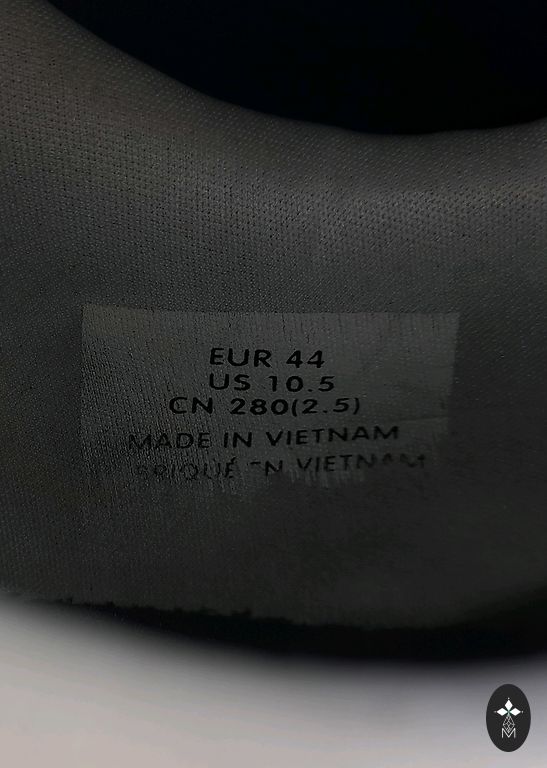 EUR 44
US 10.5
CN 280(2.5)
MADE IN VIETNAM
VIETNAM